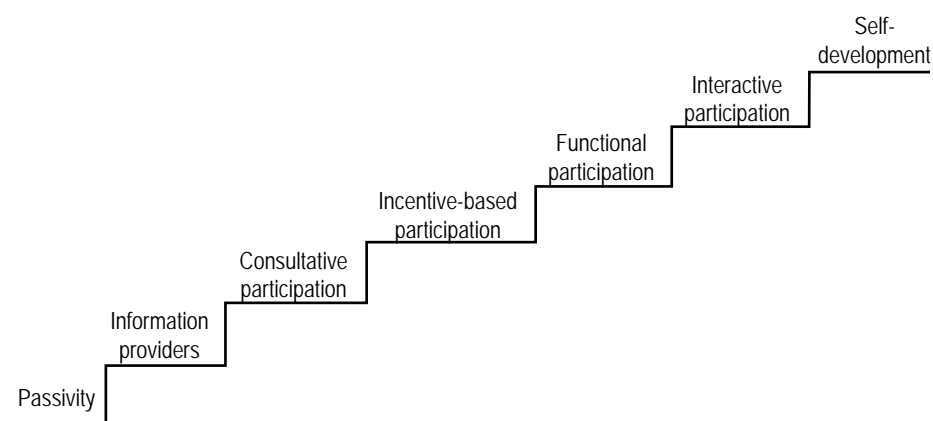 Self-
development
Interactive
participation
Functional
participation
Incentive-based
participation
Consultative
participation
Information
providers
Passivity